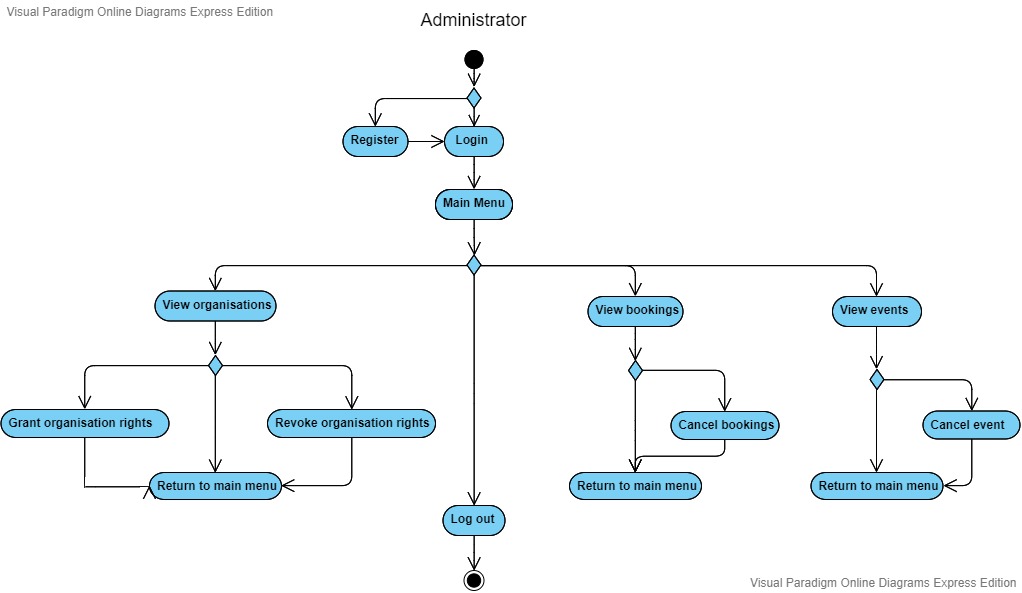 Visual Paradigm Online Diagrams Express Edition
Administrator
Register
Login
Main Menu
View organisations
View bookings
View events
Grant organisation rights
Revoke organisation rights
Cancel bookings
Cancel event
Return to main menu
Return to main menu
Return to main menu
Log out
Visual Paradigm Online Diagrams Express Edition